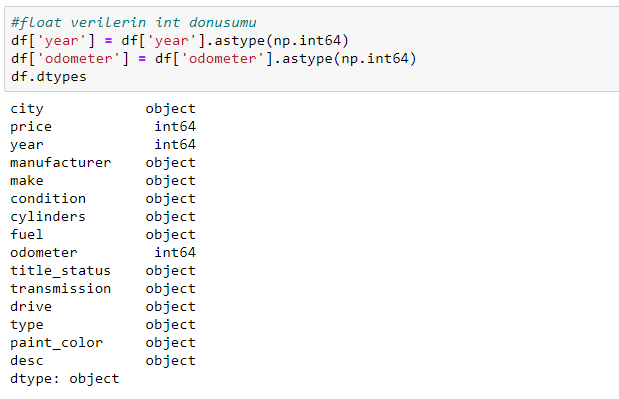 #float verilerin int donusumu
df['year'] = df['year'].astype(np.int64)
df['odometer'] = df['odometer'].astype(np.int64)
df.dtypes
city object
price int64
year int64
manufacturer object
make object
condition object
cylinders object
fuel object
odometer int64
title_status object
transmission object
drive object
type object
paint_color object
desc object
dtype: object